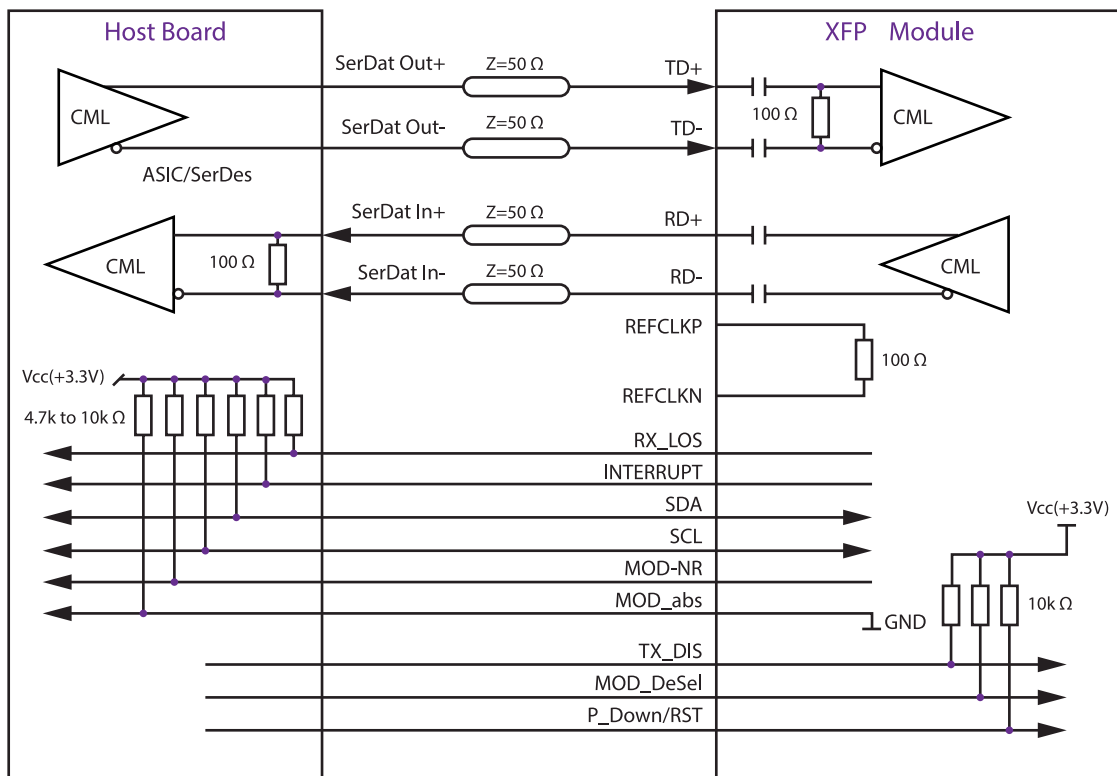 Host Board
XFP Module
SerDat Out+
Z=50 Ω
TD+
CML
100 Ω
CML
SerDat Out-
Z=50 Ω
TD-
ASIC/SerDes
SerDat In+
Z=50 Ω
RD+
CML
100 Ω
SerDat In-
Z=50 Ω
RD-
CML
REFCLKP
100 Ω
REFCLKN
Vcc(+3.3V)
4.7k to 10k Ω
RX_LOS
INTERRUPT
SDA
Vcc(+3.3V)
SCL
MOD-NR
MOD_abs
10k Ω
GND
TX_DIS
MOD_DeSel
P_Down/RST